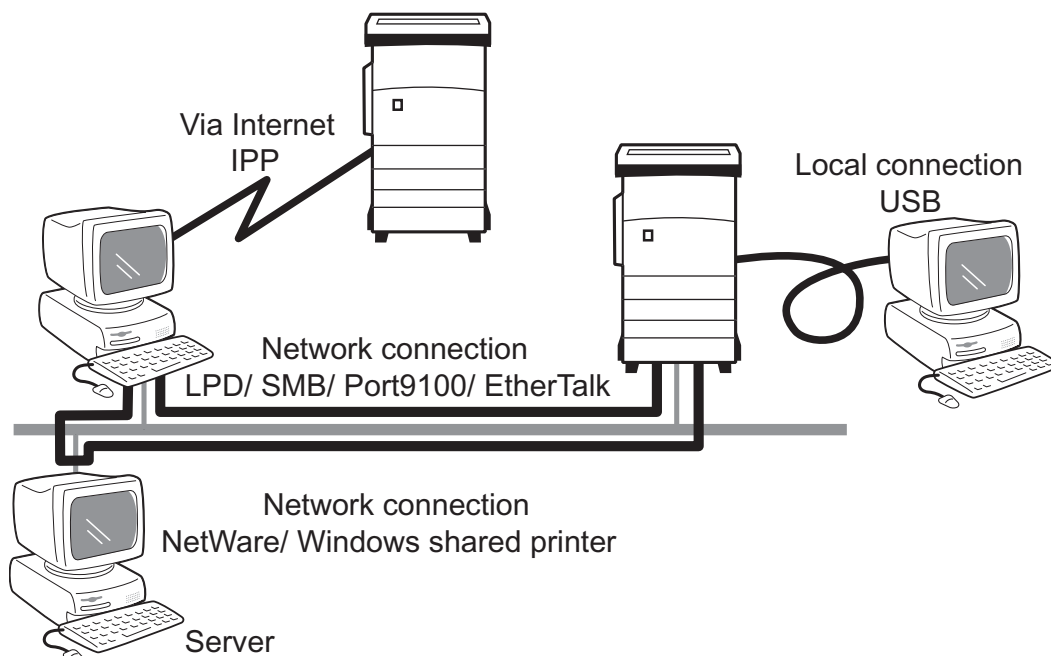 Via Internet
IPP
Local connection
USB
Network connection
LPD/ SMB/ Port9100/ EtherTalk
Network connection
NetWare/ Windows shared printer
Server